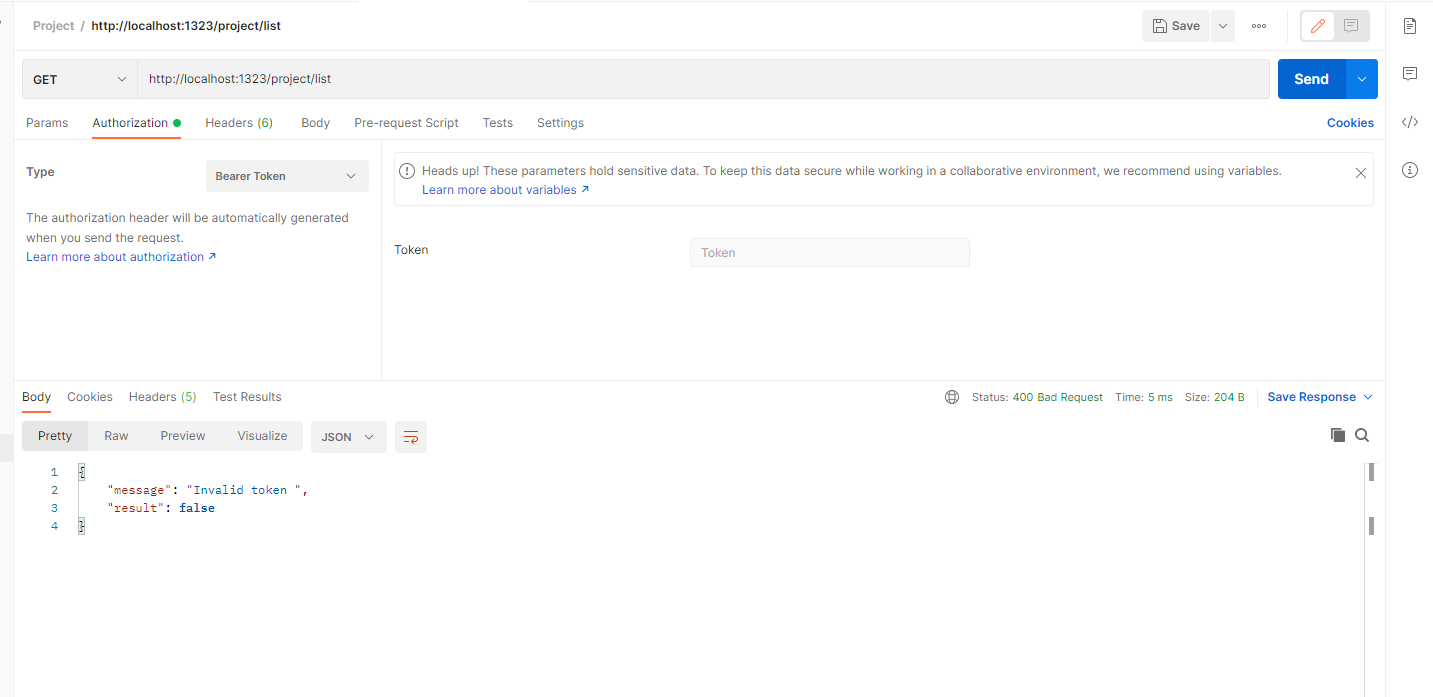 Project / http://localhost:1323/project/list
Save
GET
http://localhost:1323/project/list
Send
Params Authorization Headers (6) Body Pre-request Script Tests Settings Cookies
Type
Bearer Token
The authorization header will be automatically generated
when you send the request.
Learn more about authorization ↗
Heads up! These parameters hold sensitive data. To keep this data secure while working in a collaborative environment, we recommend using variables.
Learn more about variables ↗
Token
Token
Body Cookies Headers (5) Test Results
Status: 400 Bad Request Time: 5 ms Size: 204 B Save Response
Pretty Raw Preview Visualize JSON
1 {
2 "message": "Invalid token ",
3 "result": false
4 }